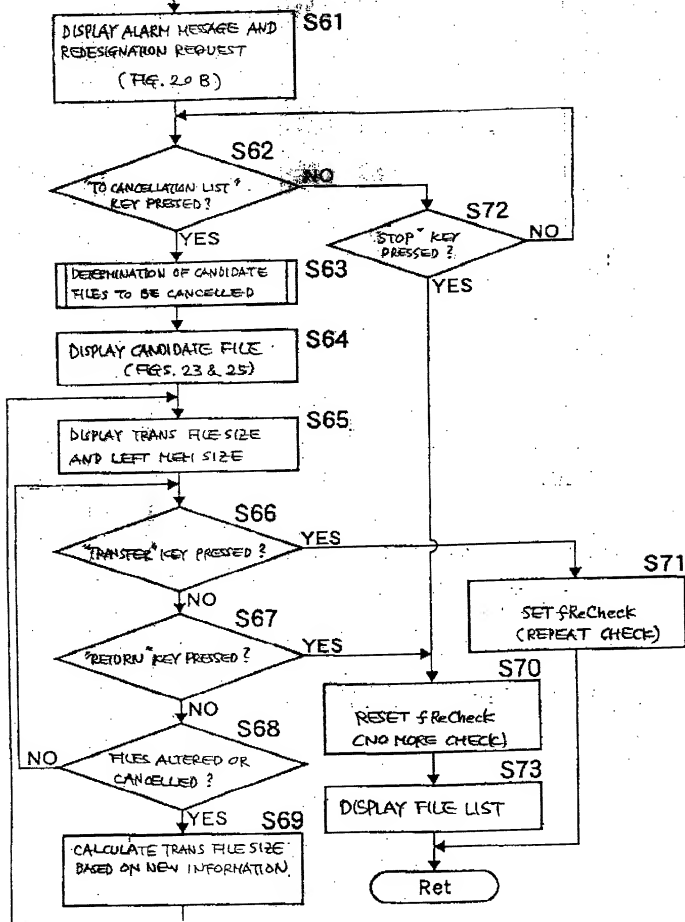 DISPLAY ALARM MESSAGE AND
REDESIGNATION REQUEST
(FIG. 20 B)
S61
S62
"TO CANCELLATION LIST"
KEY PRESSED?
NO
YES
S72
"STOP" KEY
PRESSED?
NO
YES
DETERMINATION OF CANDIDATE
FILES TO BE CANCELLED
S63
DISPLAY CANDIDATE FILE
(FIGS. 23 & 25)
S64
DISPLAY TRANS FILE SIZE
AND LEFT MEM SIZE
S65
S66
"TRANSFER" KEY PRESSED?
YES
NO
S71
SET fReCheck
(REPEAT CHECK)
S67
"RETURN" KEY PRESSED?
YES
NO
S70
RESET fReCheck
(NO MORE CHECK)
S68
NO
FILES ALTERED OR
CANCELLED?
YES
S73
DISPLAY FILE LIST
S69
CALCULATE TRANS FILE SIZE
BASED ON NEW INFORMATION
Ret